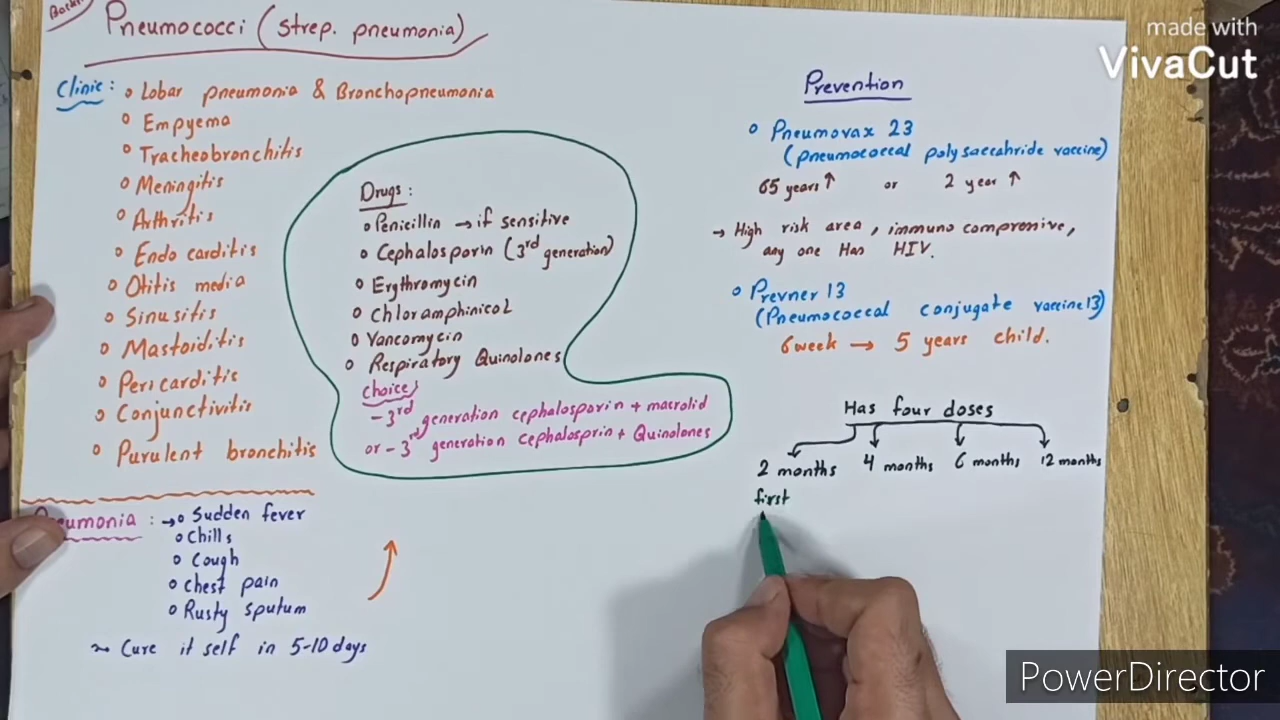 Pneumococci (strep. pneumonia)
made with
VivaCut
Clinic: Lobar pneumonia & Bronchopneumonia
Empyema
Tracheobronchitis
Meningitis
Arthritis
Endo carditis
Otitis media
Sinusitis
Mastoiditis
Pericarditis
Conjunctivitis
Purulent bronchitis
Drugs:
Penicillin → if sensitive
Cephalosporin (3rd generation)
Erythromycin
Chloramphinicol
Vancomycin
Respiratory Quinolones
Choice
- 3rd generation cephalosporin + macrolid
or - 3rd generation cephalosprin + Quinolones
Prevention
Pneumovax 23
(pneumococcal polysaccahride vaccine)
65 years ↑ or 2 year ↑
→ High risk area, immuno compromive,
any one Has HIV.
Prevner 13
(Pneumococcal conjugate vaccine 13)
6week → 5 years child.
Has four doses
2 months 4 months 6 months 12 months
first
Pneumonia: → Sudden fever
Chills
Cough
Chest pain
Rusty sputum
~ Cure it self in 5-10 days
PowerDirector